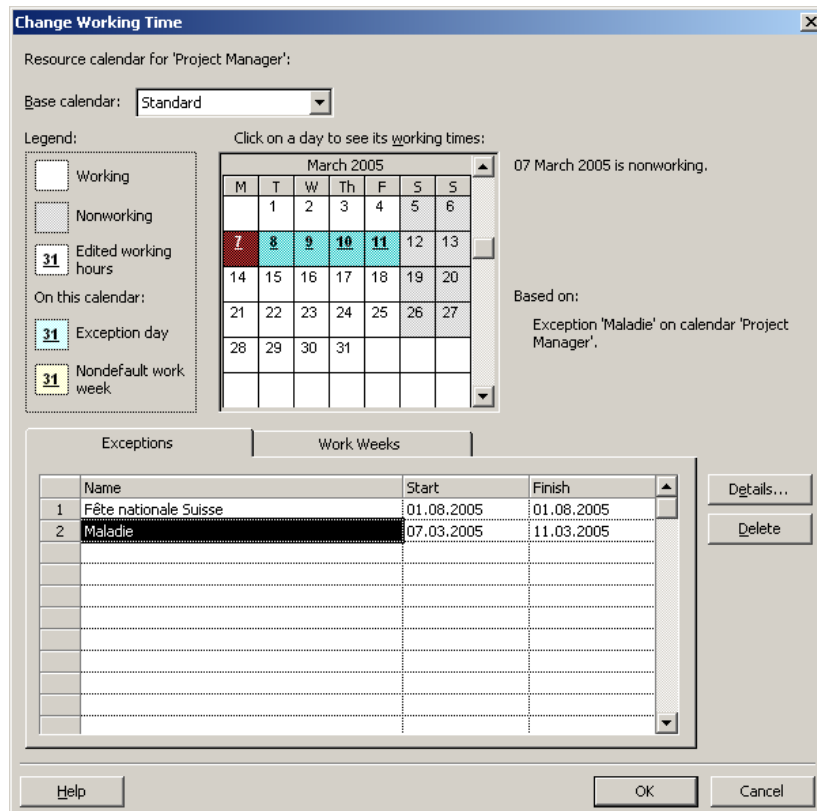 Change Working Time
Resource calendar for 'Project Manager':
Base calendar: Standard
Legend:
Working
Nonworking
31 Edited working
hours
On this calendar:
31 Exception day
31 Nondefault work
week
Click on a day to see its working times:
March 2005
M T W Th F S S
1 2 3 4 5 6
7 8 9 10 11 12 13
14 15 16 17 18 19 20
21 22 23 24 25 26 27
28 29 30 31
07 March 2005 is nonworking.
Based on:
Exception 'Maladie' on calendar 'Project
Manager'.
Exceptions Work Weeks
Name Start Finish
1 Fête nationale Suisse 01.08.2005 01.08.2005
2 Maladie 07.03.2005 11.03.2005
Details...
Delete
Help OK Cancel